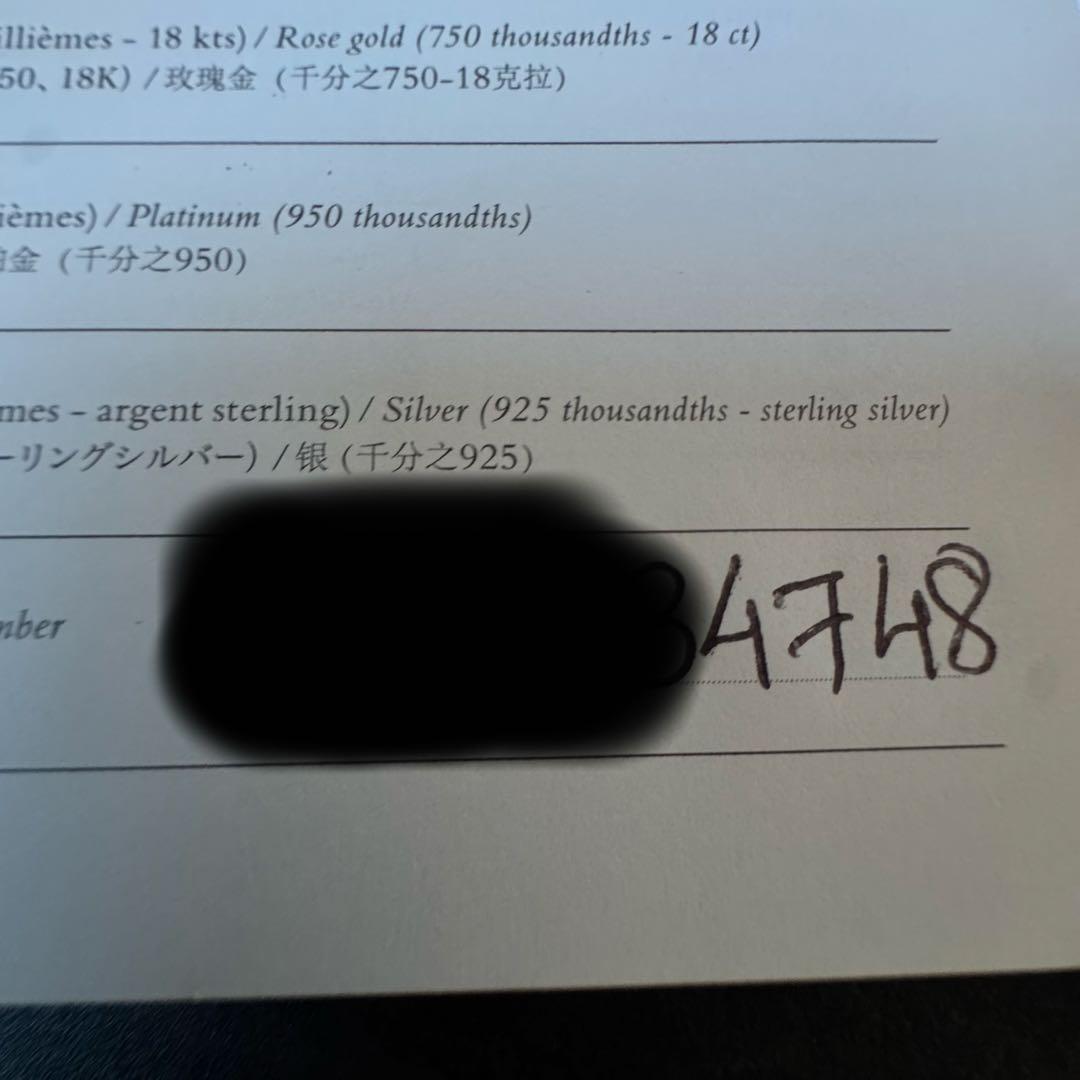 illièmes – 18 kts) / Rose gold (750 thousandths - 18 ct)
50、18K) / 玫瑰金（千分之750-18克拉）
ièmes) / Platinum (950 thousandths)
金（千分之950）
mes – argent sterling) / Silver (925 thousandths - sterling silver)
ーリングシルバー) / 银 (千分之925）
mber 34748